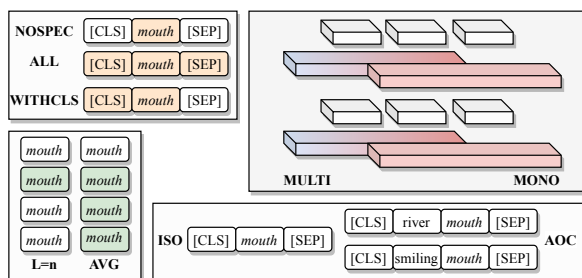 NOSPEC [CLS] mouth [SEP]
ALL [CLS] mouth [SEP]
WITHCLS [CLS] mouth [SEP]
mouth mouth
mouth mouth
mouth mouth
mouth mouth
L=n AVG
MULTI MONO
ISO [CLS] mouth [SEP]
[CLS] river mouth [SEP]
[CLS] smiling mouth [SEP]
AOC